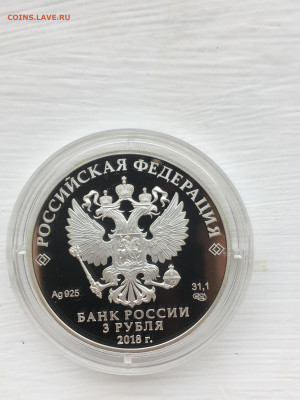 COINS.LAVE.RU
РОССИЙСКАЯ ФЕДЕРАЦИЯ
Ag 925
31,1
БАНК РОССИИ
3 РУБЛЯ
2018 г.